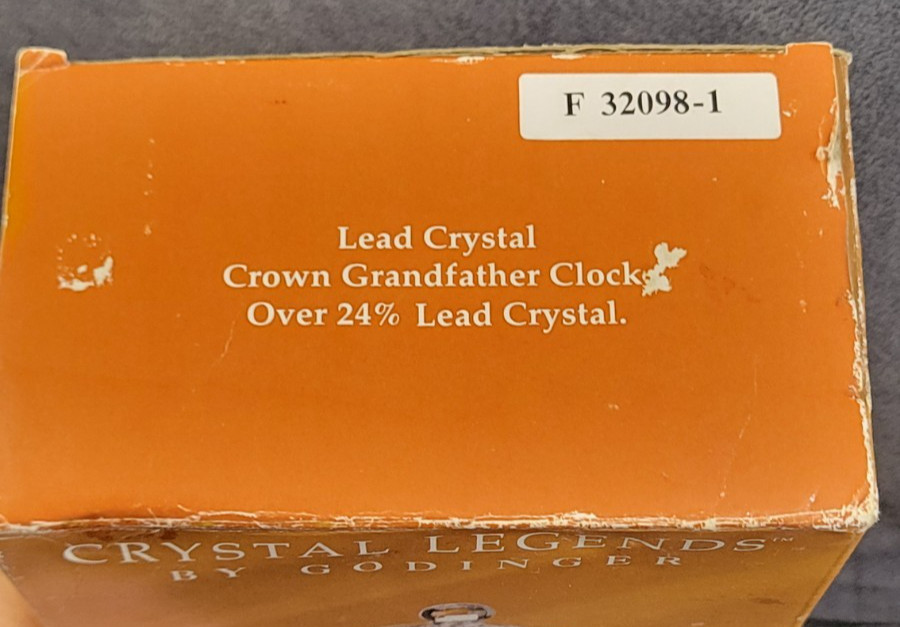 F 32098-1
Lead Crystal
Crown Grandfather Clock
Over 24% Lead Crystal.
CRYSTAL LEGENDS™
BY GODINGER